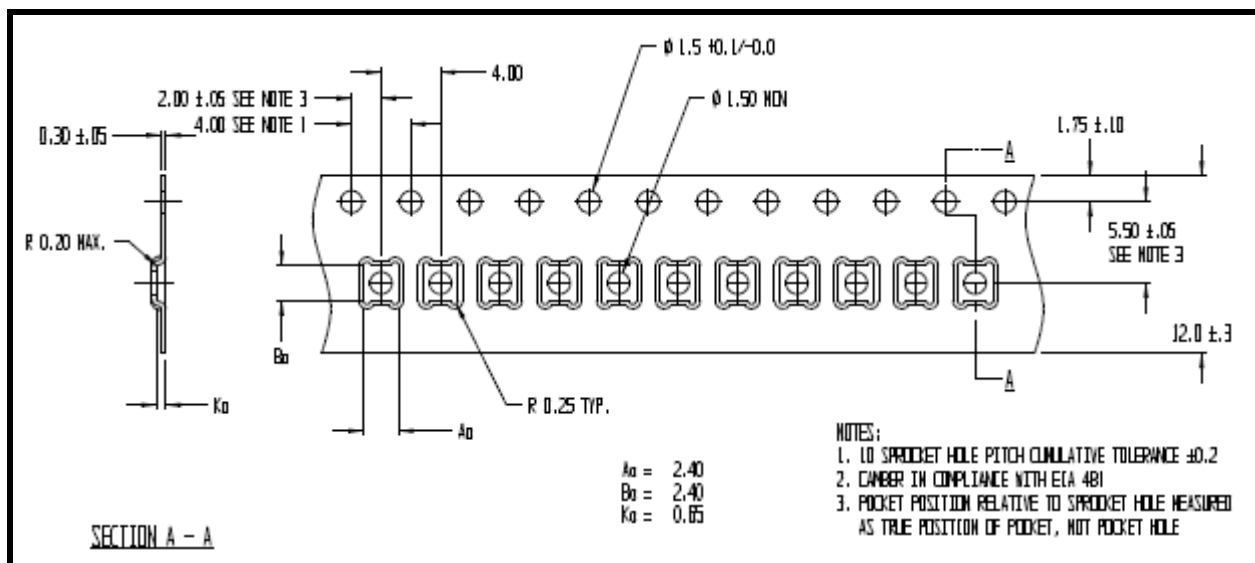 Ø 1.5 +0.1/-0.0
4.00
2.00 ±.05 SEE NOTE 3
Ø 1.50 MIN
4.00 SEE NOTE 1
0.30 ±.05
1.75 ±.10
A
R 0.20 MAX.
5.50 ±.05
SEE NOTE 3
12.0 ±.3
Bo
A
Ko
R 0.25 TYP.
Ao
Ao = 2.40
Bo = 2.40
Ko = 0.65
NOTES:
1. 10 SPROCKET HOLE PITCH CUMULATIVE TOLERANCE ±0.2
2. CAMBER IN COMPLIANCE WITH EIA 481
3. POCKET POSITION RELATIVE TO SPROCKET HOLE MEASURED
AS TRUE POSITION OF POCKET, NOT POCKET HOLE
SECTION A - A